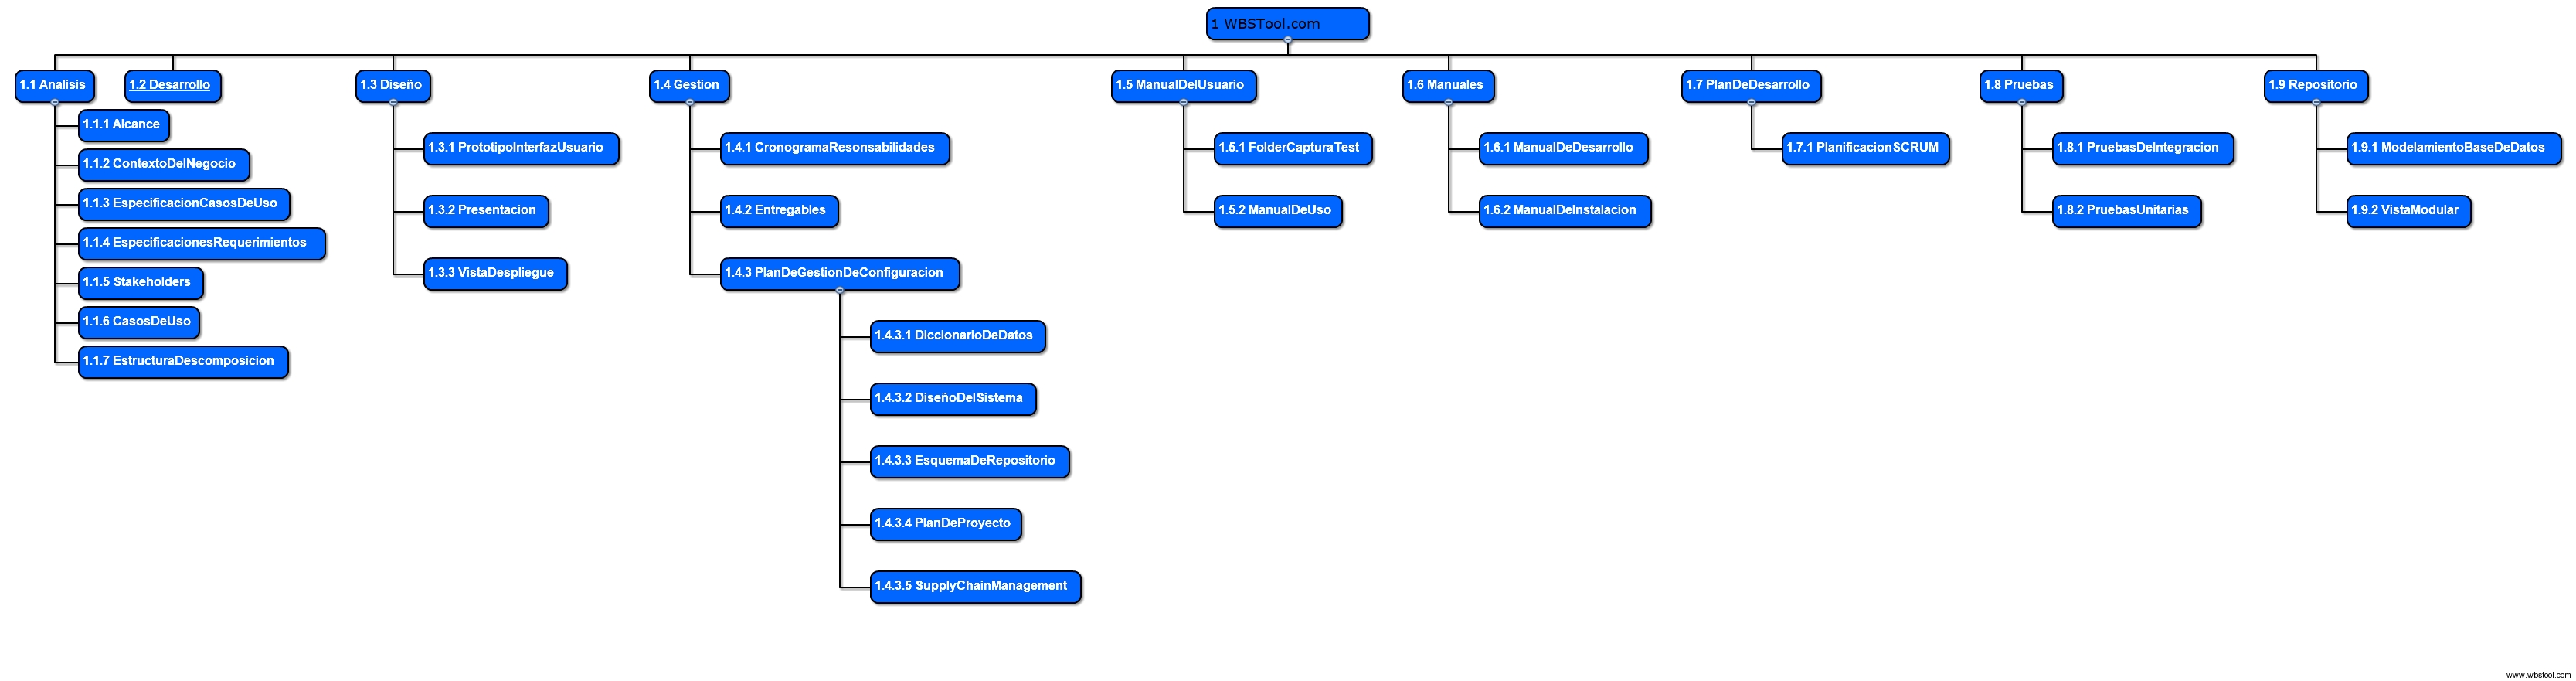 1 WBSTool.com
1.1 Analisis
1.1.1 Alcance
1.1.2 ContextoDelNegocio
1.1.3 EspecificacionCasosDeUso
1.1.4 EspecificacionesRequerimientos
1.1.5 Stakeholders
1.1.6 CasosDeUso
1.1.7 EstructuraDescomposicion
1.2 Desarrollo
1.3 Diseño
1.3.1 PrototipoInterfazUsuario
1.3.2 Presentacion
1.3.3 VistaDespliegue
1.4 Gestion
1.4.1 CronogramaResonsabilidades
1.4.2 Entregables
1.4.3 PlanDeGestionDeConfiguracion
1.4.3.1 DiccionarioDeDatos
1.4.3.2 DiseñoDelSistema
1.4.3.3 EsquemaDeRepositorio
1.4.3.4 PlanDeProyecto
1.4.3.5 SupplyChainManagement
1.5 ManualDelUsuario
1.5.1 FolderCapturaTest
1.5.2 ManualDeUso
1.6 Manuales
1.6.1 ManualDeDesarrollo
1.6.2 ManualDeInstalacion
1.7 PlanDeDesarrollo
1.7.1 PlanificacionSCRUM
1.8 Pruebas
1.8.1 PruebasDeIntegracion
1.8.2 PruebasUnitarias
1.9 Repositorio
1.9.1 ModelamientoBaseDeDatos
1.9.2 VistaModular
www.wbstool.com